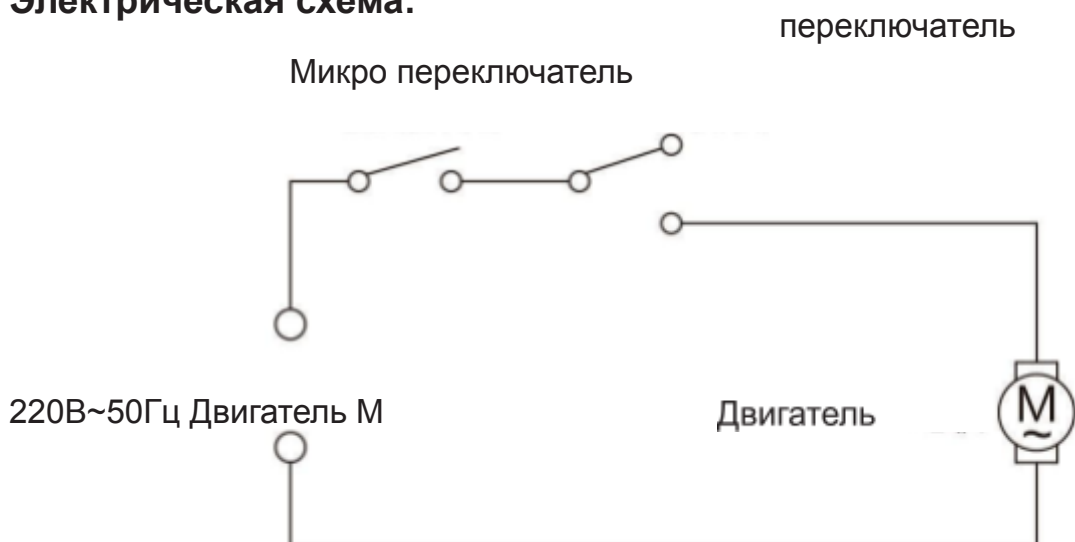 Электрическая схема:
переключатель
Микро переключатель
220В~50Гц Двигатель М
Двигатель
M
~